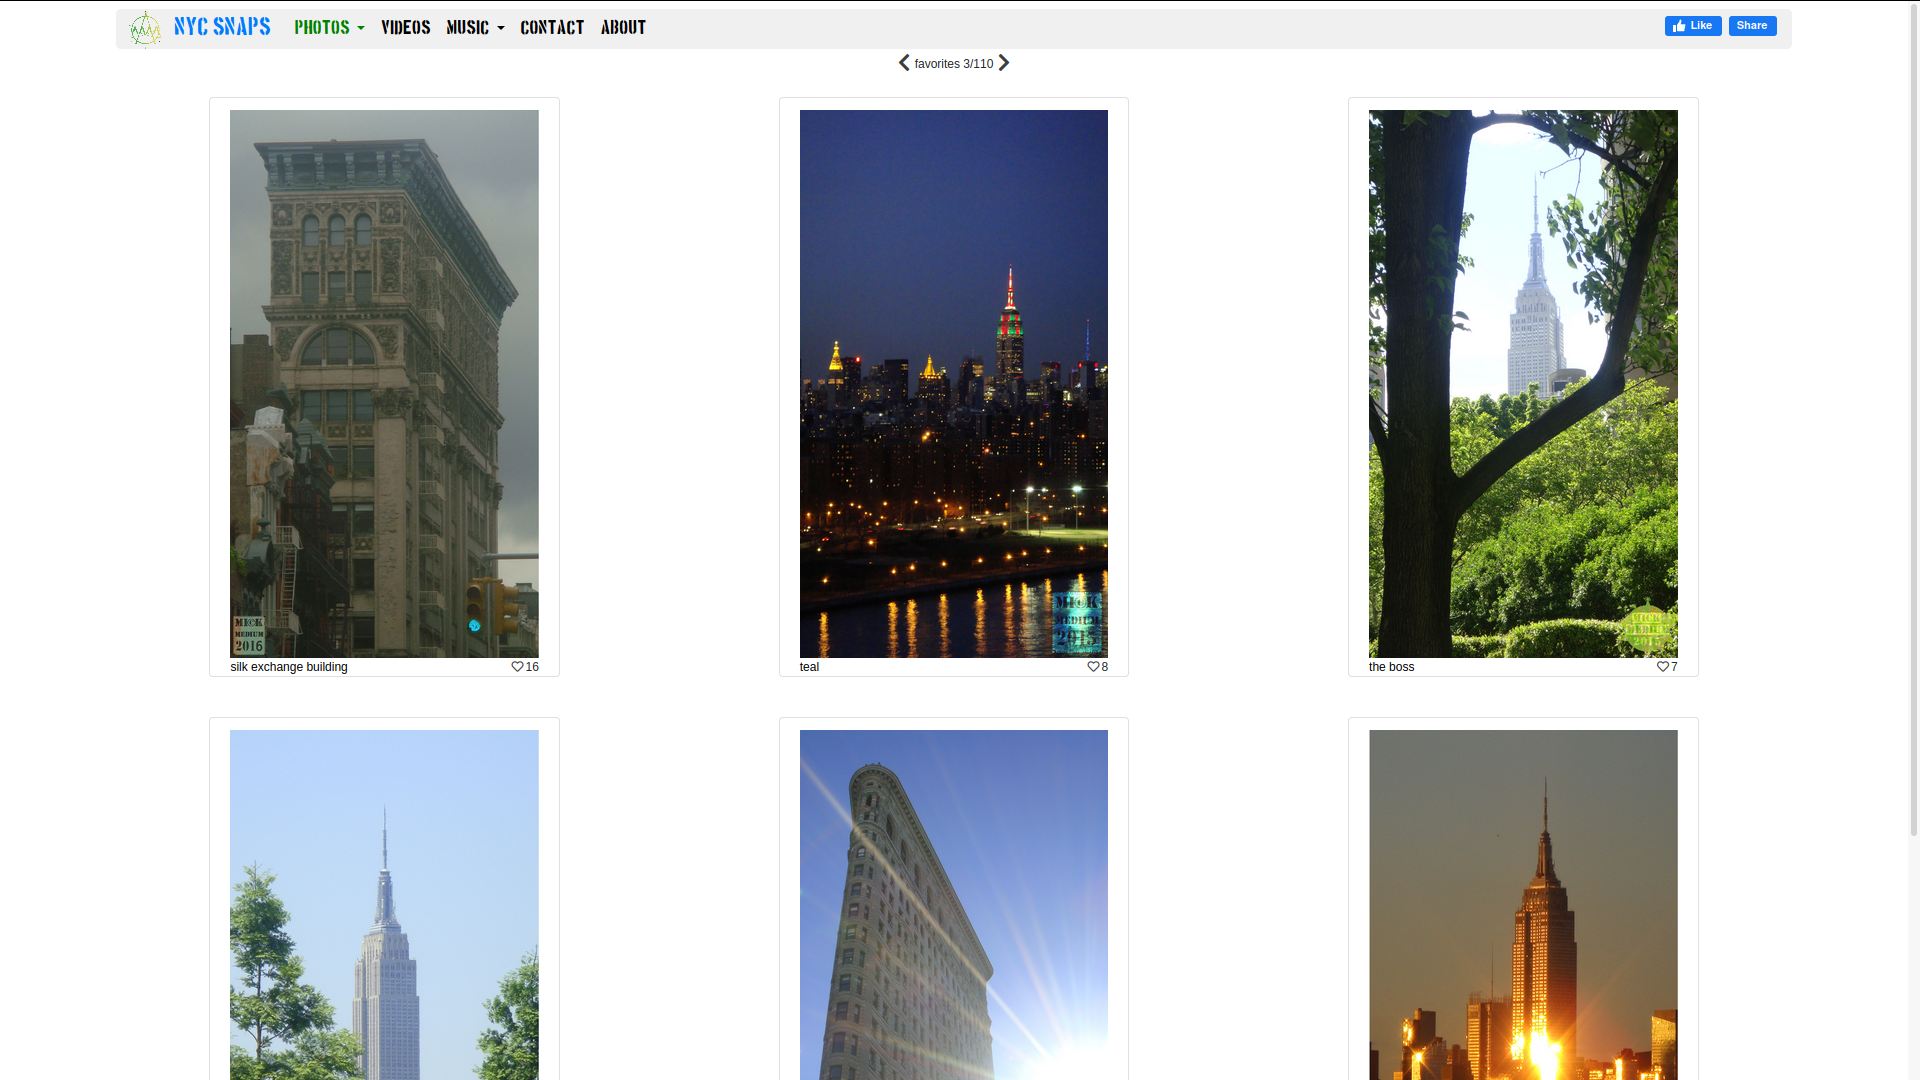 NYC SNAPS PHOTOS VIDEOS MUSIC CONTACT ABOUT Like Share
favorites 3/110
MICK
MEDIUM
2016
MICK
MEDIUM
2015
silk exchange building 16
teal 8
the boss 7